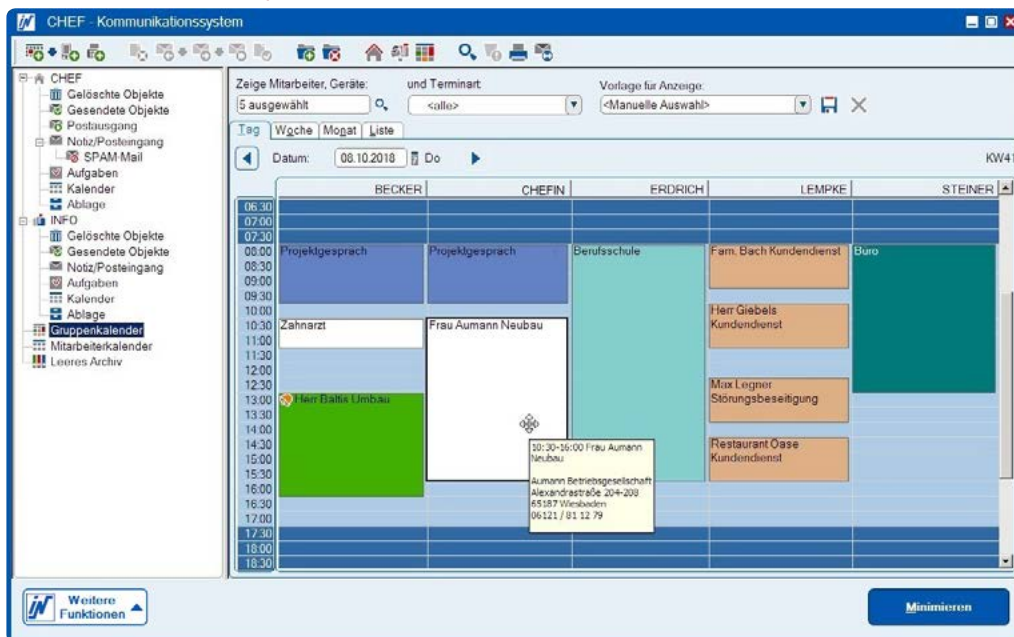 CHEF - Kommunikationssystem
CHEF
Gelöschte Objekte
Gesendete Objekte
Postausgang
Notiz/Posteingang
SPAM-Mail
Aufgaben
Kalender
Ablage
INFO
Gelöschte Objekte
Gesendete Objekte
Notiz/Posteingang
Aufgaben
Kalender
Ablage
Gruppenkalender
Mitarbeiterkalender
Leeres Archiv
Zeige Mitarbeiter, Geräte: und Terminart: Vorlage für Anzeige:
5 ausgewählt <alle> <Manuelle Auswahl>
Tag Woche Monat Liste
Datum: 08.10.2018 Do KW41
BECKER CHEFIN ERDRICH LEMPKE STEINER
06:30
07:00
07:30
08:00 Projektgespräch Projektgespräch Berufsschule Fam. Bach Kundendienst Büro
08:30
09:00
09:30
10:00 Herr Giebels
10:30 Zahnarzt Frau Aumann Neubau Kundendienst
11:00
11:30
12:00
12:30 Max Legner
13:00 Herr Baltis Umbau Störungsbeseitigung
13:30
14:00
14:30 Restaurant Oase
15:00 Kundendienst
15:30
16:00
16:30
17:00
17:30
18:00
18:30
10:30-16:00 Frau Aumann
Neubau
Aumann Betriebsgesellschaft
Alexandrastraße 204-208
65187 Wiesbaden
06121 / 81 12 79
Weitere
Funktionen
Minimieren